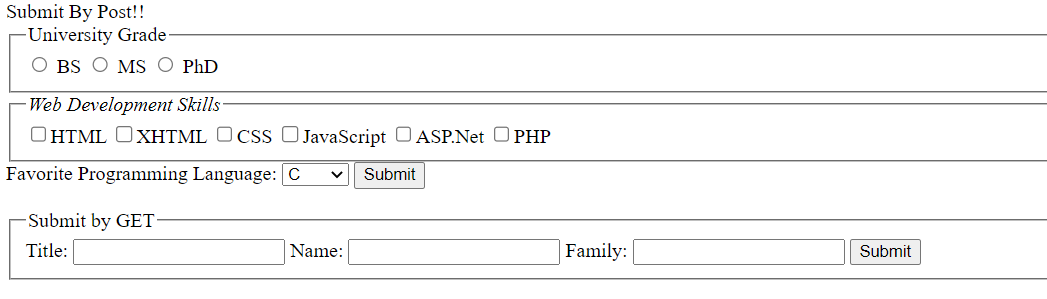 Submit By Post!!
University Grade
BS MS PhD
Web Development Skills
HTML XHTML CSS JavaScript ASP.Net PHP
Favorite Programming Language: C Submit
Submit by GET
Title: Name: Family: Submit